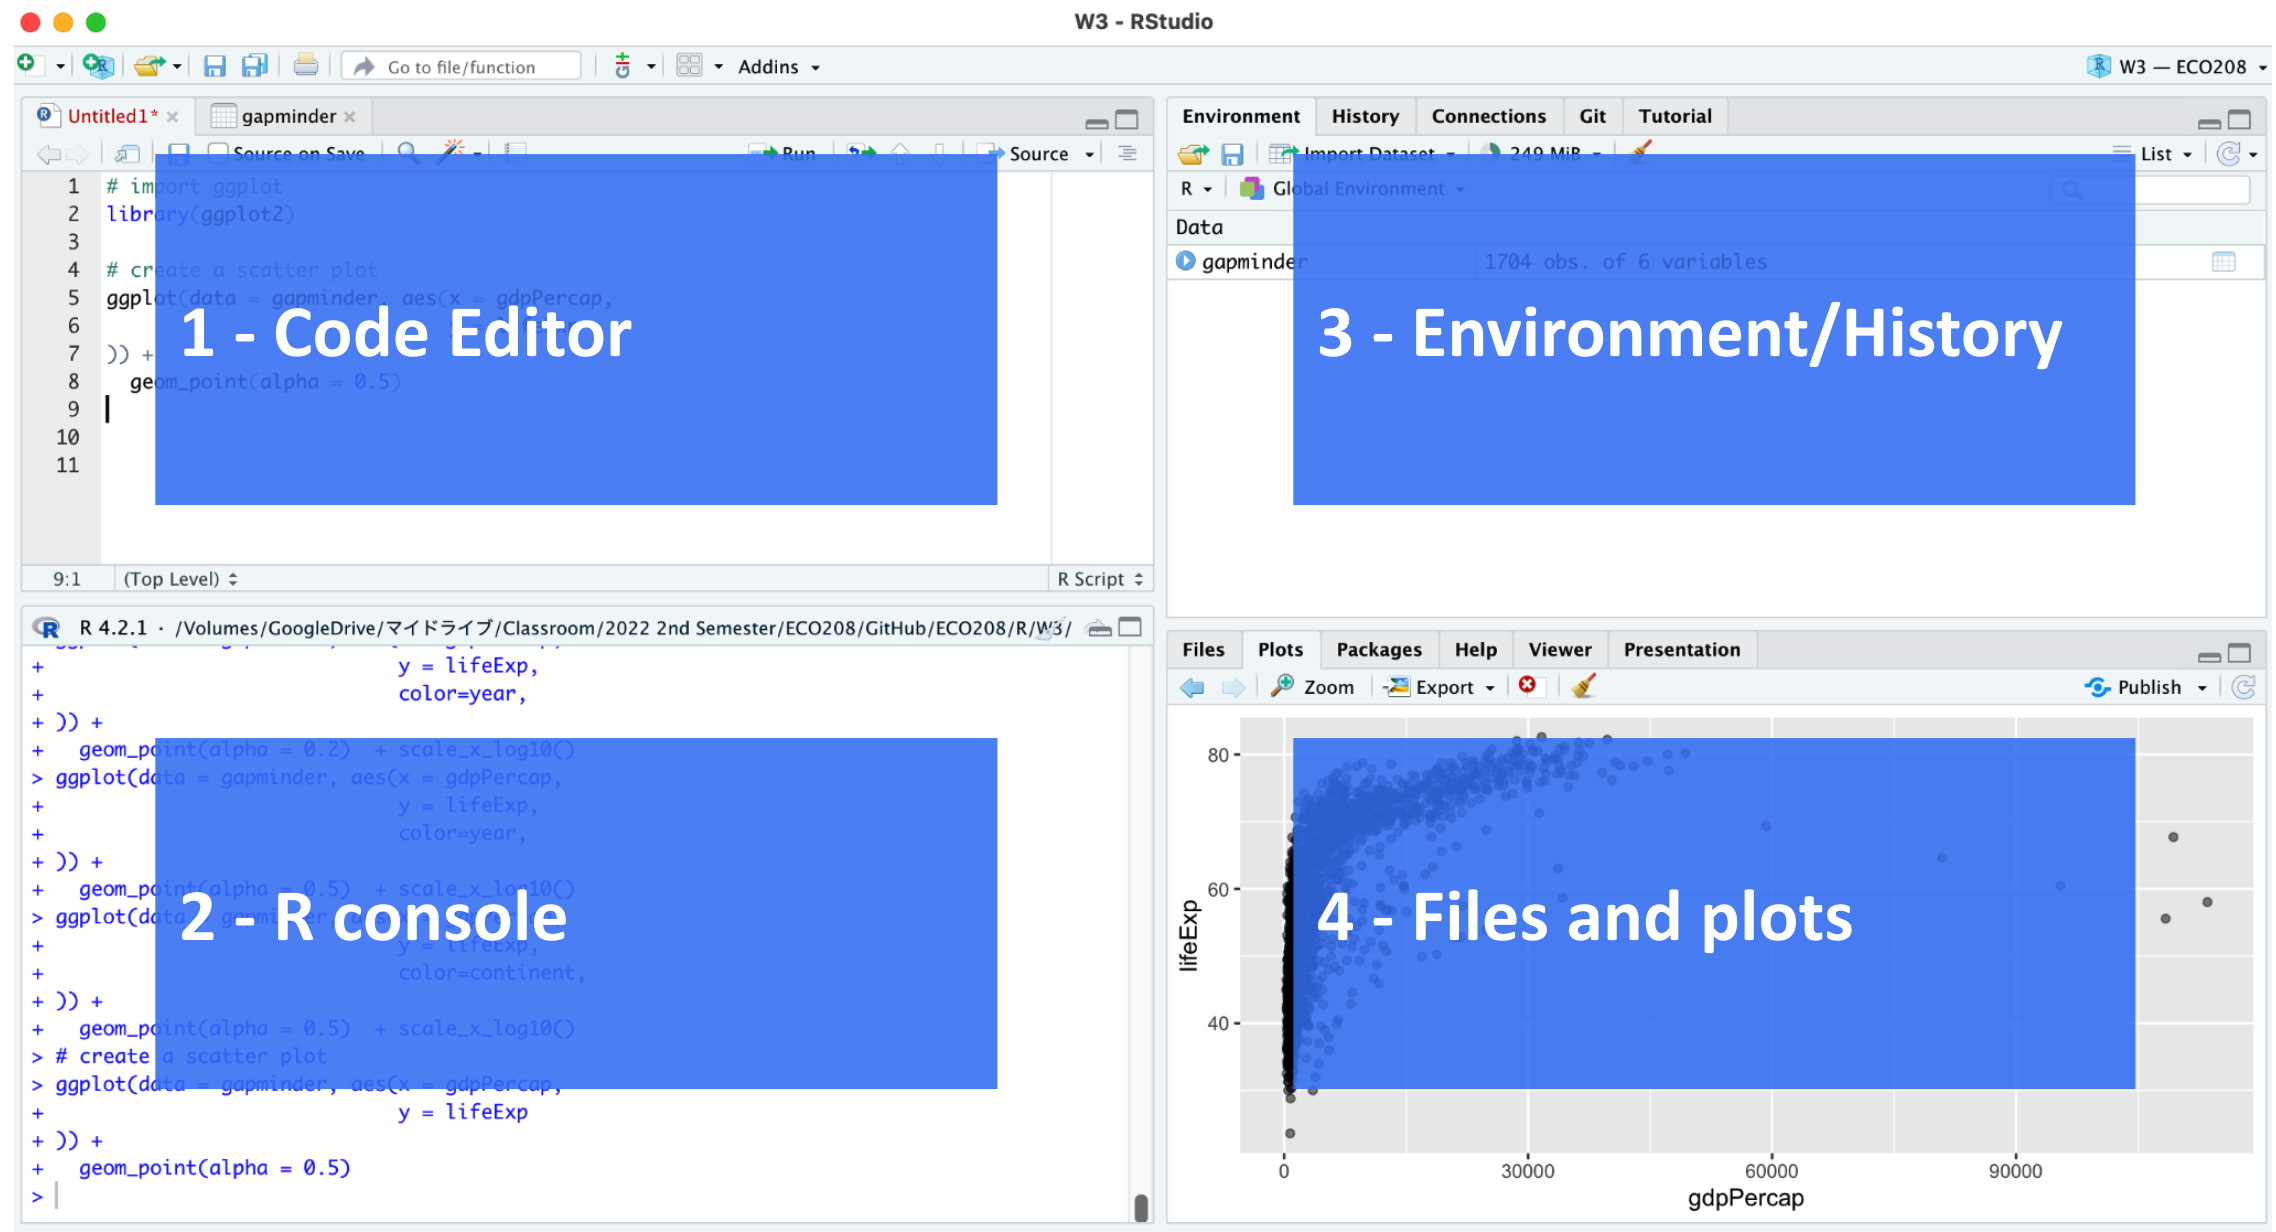 W3 - RStudio
Go to file/function
Addins
W3 — ECO208
Untitled1*
gapminder
Source on Save
Run
Source
1 # import ggplot
2 library(ggplot2)
3
4 # create a scatter plot
5 ggplot(data = gapminder, aes(x = gdpPercap,
6
7 )) +
8 geom_point(alpha = 0.5)
9
10
11
1 - Code Editor
9:1 (Top Level) R Script
Environment History Connections Git Tutorial
Import Dataset 249 MiB List
R Global Environment
Data
gapminder 1704 obs. of 6 variables
3 - Environment/History
R 4.2.1 · /Volumes/GoogleDrive/マイドライブ/Classroom/2022 2nd Semester/ECO208/GitHub/ECO208/R/W3/
+ y = lifeExp,
+ color=year,
+ )) +
+ geom_point(alpha = 0.2) + scale_x_log10()
> ggplot(data = gapminder, aes(x = gdpPercap,
+ y = lifeExp,
+ color=year,
+ )) +
+ geom_point(alpha = 0.5) + scale_x_log10()
> ggplot(data = gapminder, aes(x = gdpPercap,
+ y = lifeExp,
+ color=continent,
+ )) +
+ geom_point(alpha = 0.5) + scale_x_log10()
> # create a scatter plot
> ggplot(data = gapminder, aes(x = gdpPercap,
+ y = lifeExp
+ )) +
+ geom_point(alpha = 0.5)
>
2 - R console
Files Plots Packages Help Viewer Presentation
Zoom Export Publish
80
60
40
lifeExp
0 30000 60000 90000
gdpPercap
4 - Files and plots